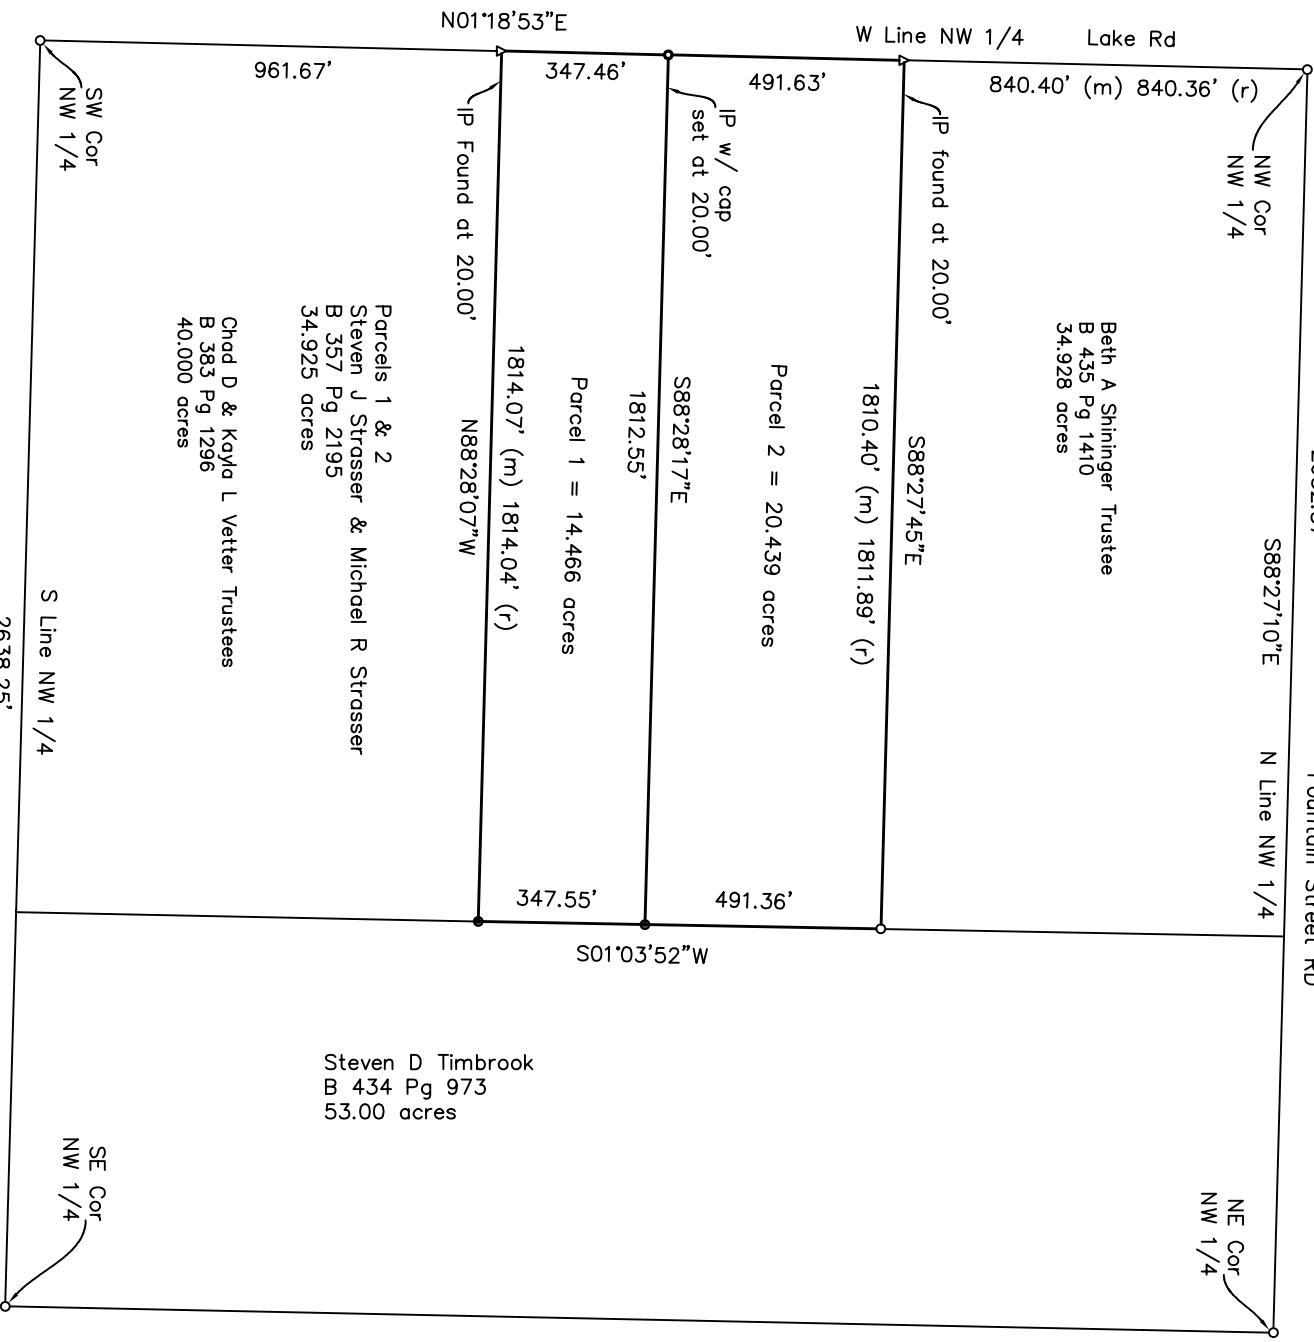 N01°18'53"E
W Line NW 1/4
Lake Rd
961.67'
347.46'
491.63'
840.40' (m) 840.36' (r)
SW Cor
NW 1/4
IP Found at 20.00'
IP w/ cap
set at 20.00'
IP found at 20.00'
NW Cor
NW 1/4
Beth A Shininger Trustee
B 435 Pg 1410
34.928 acres
S88°27'10"E
N Line NW 1/4
S88°27'45"E
1810.40' (m) 1811.89' (r)
Parcel 2 = 20.439 acres
S88°28'17"E
1812.55'
Parcel 1 = 14.466 acres
1814.07' (m) 1814.04' (r)
N88°28'07"W
Parcels 1 & 2
Steven J Strasser & Michael R Strasser
B 357 Pg 2195
34.925 acres
Chad D & Kayla L Vetter Trustees
B 383 Pg 1296
40.000 acres
S Line NW 1/4
2638.25'
347.55'
491.36'
S01°03'52"W
Street RD
Steven D Timbrook
B 434 Pg 973
53.00 acres
SE Cor
NW 1/4
NE Cor
NW 1/4